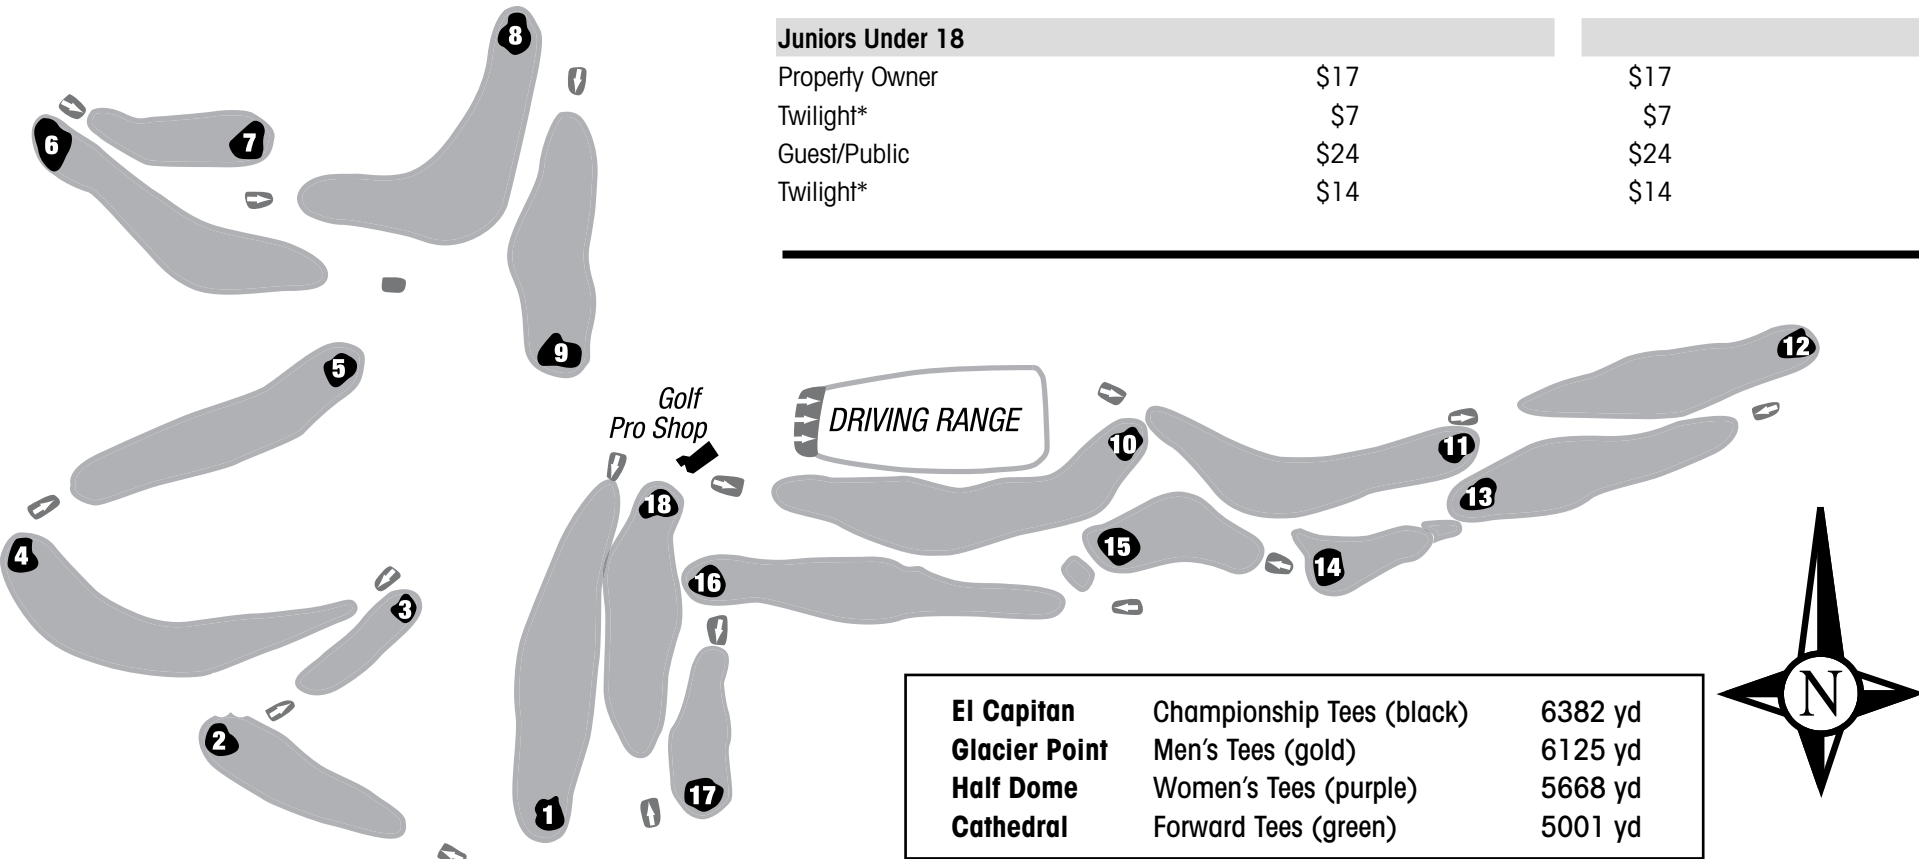 Juniors Under 18
Property Owner $17 $17
Twilight* $7 $7
Guest/Public $24 $24
Twilight* $14 $14
8
7
6
5
9
4
3
2
1
Golf
Pro Shop
DRIVING RANGE
10
11
12
13
14
15
16
18
17
El Capitan Championship Tees (black) 6382 yd
Glacier Point Men's Tees (gold) 6125 yd
Half Dome Women's Tees (purple) 5668 yd
Cathedral Forward Tees (green) 5001 yd
N